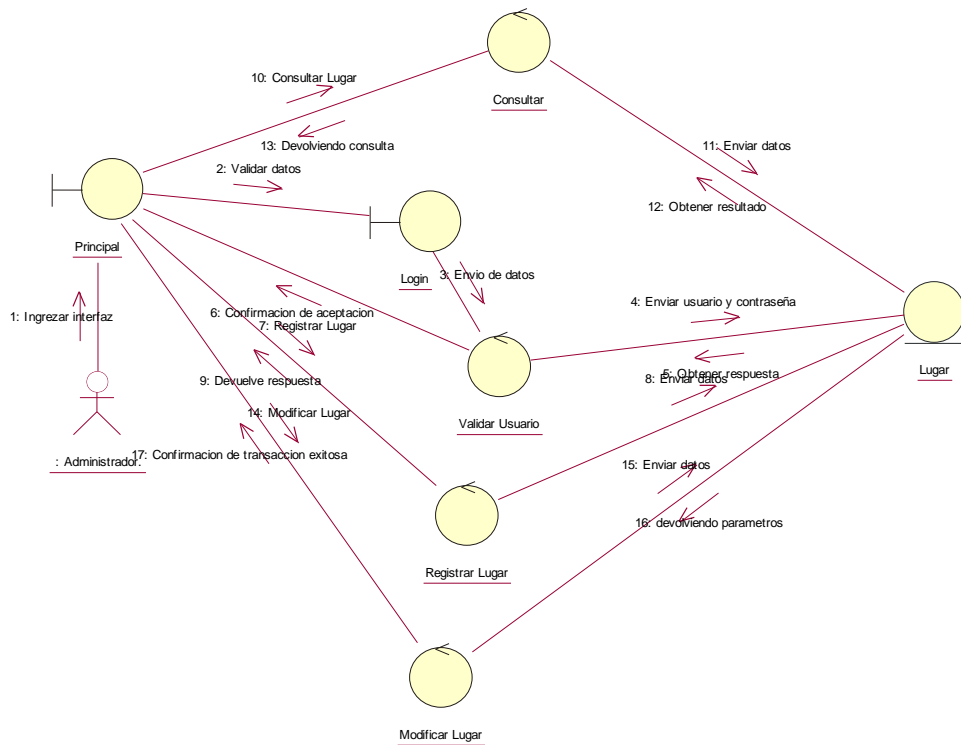 10: Consultar Lugar
Consultar
13: Devolviendo consulta
11: Enviar datos
2: Validar datos
12: Obtener resultado
Principal
Login
3: Envio de datos
1: Ingrezar interfaz
6: Confirmacion de aceptacion
7: Registrar Lugar
4: Enviar usuario y contraseña
Lugar
5: Obtener respuesta
8: Enviar datos
9: Devuelve respuesta
14: Modificar Lugar
Validar Usuario
17: Confirmacion de transaccion exitosa
: Administrador.
15: Enviar datos
16: devolviendo parametros
Registrar Lugar
Modificar Lugar